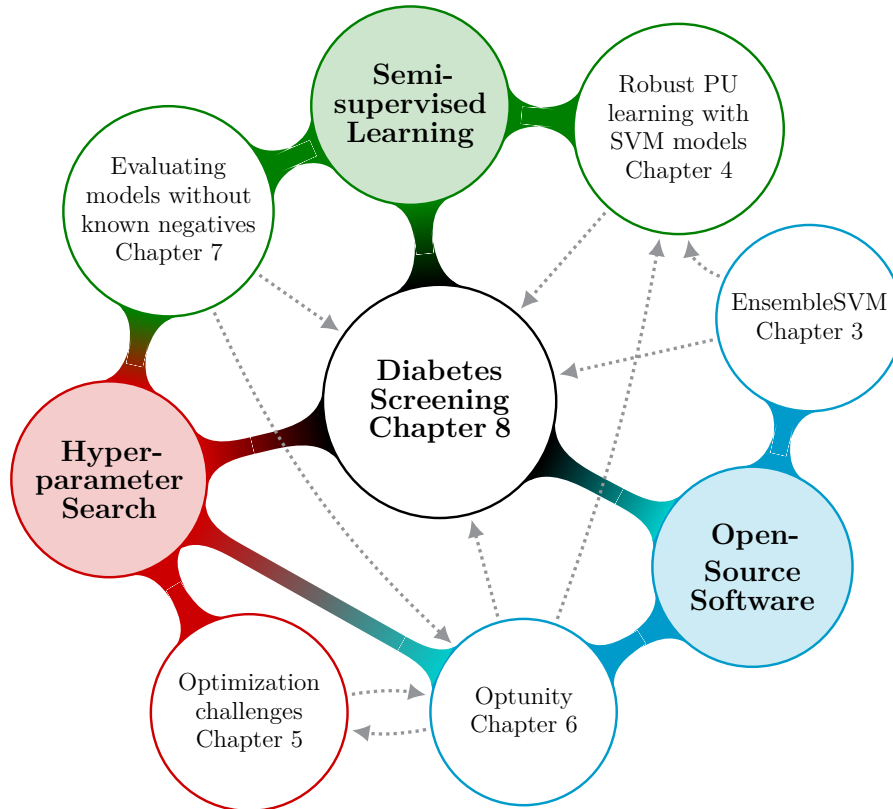 Semi-
supervised
Learning
Robust PU
learning with
SVM models
Chapter 4
Evaluating
models without
known negatives
Chapter 7
EnsembleSVM
Chapter 3
Diabetes
Screening
Chapter 8
Hyper-
parameter
Search
Open-
Source
Software
Optimization
challenges
Chapter 5
Optunity
Chapter 6